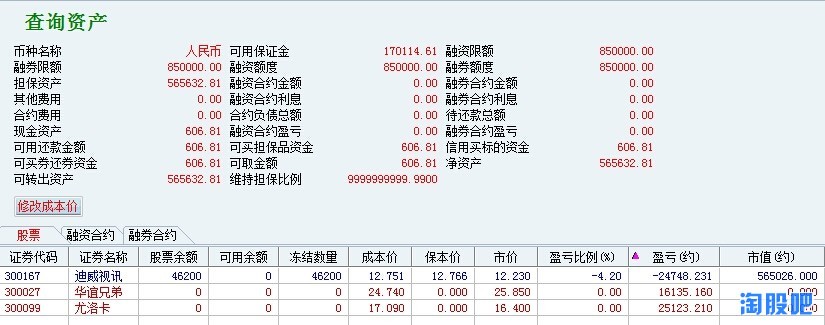 查询资产
币种名称 人民币 可用保证金 170114.61 融资限额 850000.00
融券限额 850000.00 融资额度 850000.00 融券额度 850000.00
担保资产 565632.81 融资合约金额 0.00 融券合约金额 0.00
其他费用 0.00 融资合约利息 0.00 融券合约利息 0.00
合约费用 0.00 合约负债总额 0.00 待还款总额 0.00
现金资产 606.81 融资合约盈亏 0.00 融券合约盈亏 0.00
可用还款金额 606.81 可买担保品资金 606.81 信用买标的资金 606.81
可买券还券资金 606.81 可取金额 606.81 净资产 565632.81
可转出资产 565632.81 维持担保比例 9999999999.9900
修改成本价
股票 融资合约 融券合约
证券代码 证券名称 股票余额 可用余额 冻结数量 成本价 保本价 市价 盈亏比例(%) 盈亏(约) 市值(约)
300167 迪威视讯 46200 0 46200 12.751 12.766 12.230 -4.20 -24748.231 565026.000
300027 华谊兄弟 0 0 0 24.740 0.000 25.850 0.00 16135.160 0.000
300099 尤洛卡 0 0 0 17.090 0.000 16.400 0.00 25123.210
淘股吧